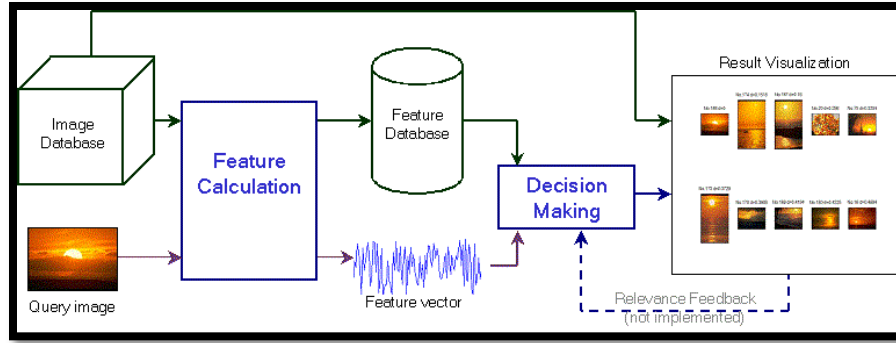 Result Visualization
Image
Database
Feature
Database
Feature
Calculation
Decision
Making
Query image
Feature vector
Relevance Feedback
(not implemented)